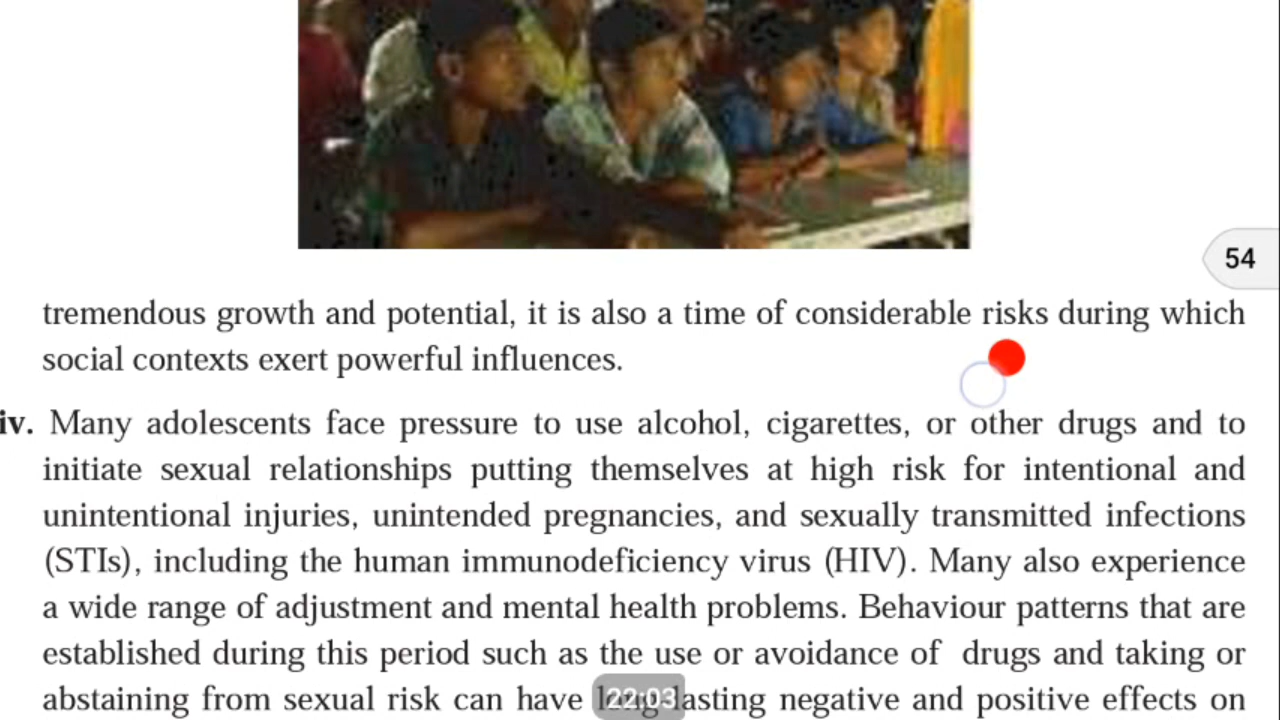 54
tremendous growth and potential, it is also a time of considerable risks during which
social contexts exert powerful influences.
iv. Many adolescents face pressure to use alcohol, cigarettes, or other drugs and to
initiate sexual relationships putting themselves at high risk for intentional and
unintentional injuries, unintended pregnancies, and sexually transmitted infections
(STIs), including the human immunodeficiency virus (HIV). Many also experience
a wide range of adjustment and mental health problems. Behaviour patterns that are
established during this period such as the use or avoidance of drugs and taking or
abstaining from sexual risk can have long lasting negative and positive effects on
22:03